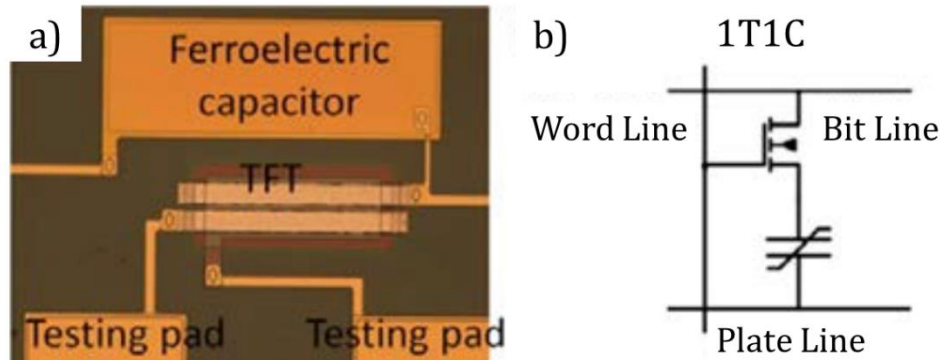 a)
Ferroelectric
capacitor
TFT
Testing pad
Testing pad
b)
1T1C
Word Line
Bit Line
Plate Line